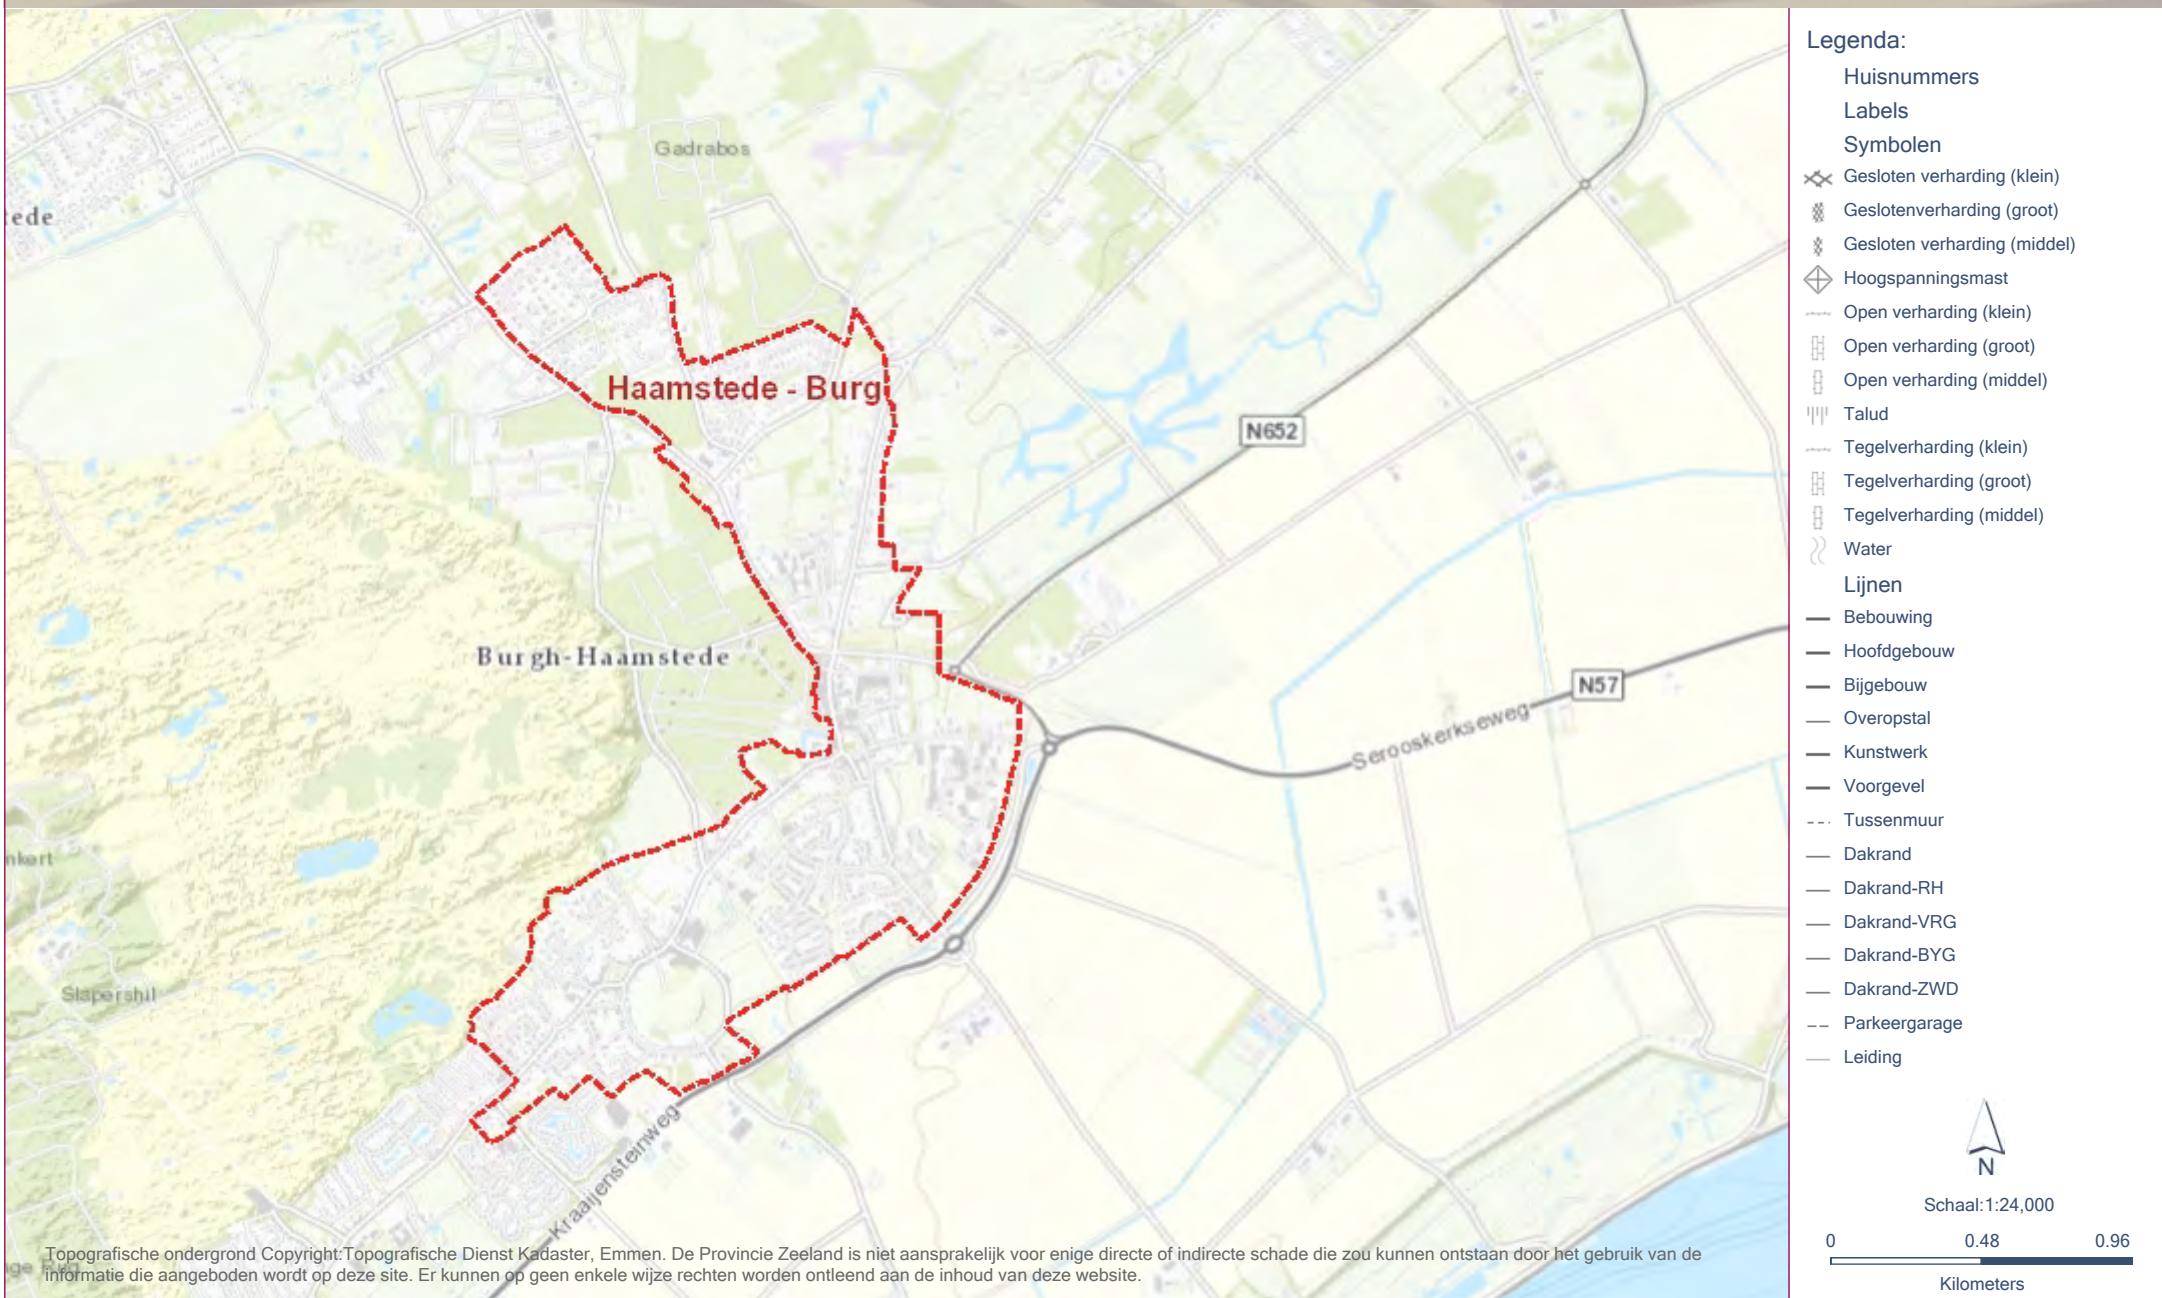 Gadrabos
ede
Haamstede - Burg
N652
Burgh-Haamstede
N57
Serooskerkseweg
nkert
Slapershil
Kraaijensteinweg
Topografische ondergrond Copyright:Topografische Dienst Kadaster, Emmen. De Provincie Zeeland is niet aansprakelijk voor enige directe of indirecte schade die zou kunnen ontstaan door het gebruik van de
informatie die aangeboden wordt op deze site. Er kunnen op geen enkele wijze rechten worden ontleend aan de inhoud van deze website.
Legenda:
Huisnummers
Labels
Symbolen
Gesloten verharding (klein)
Geslotenverharding (groot)
Gesloten verharding (middel)
Hoogspanningsmast
Open verharding (klein)
Open verharding (groot)
Open verharding (middel)
Talud
Tegelverharding (klein)
Tegelverharding (groot)
Tegelverharding (middel)
Water
Lijnen
Bebouwing
Hoofdgebouw
Bijgebouw
Overopstal
Kunstwerk
Voorgevel
Tussenmuur
Dakrand
Dakrand-RH
Dakrand-VRG
Dakrand-BYG
Dakrand-ZWD
Parkeergarage
Leiding
N
Schaal:1:24,000
0 0.48 0.96
Kilometers